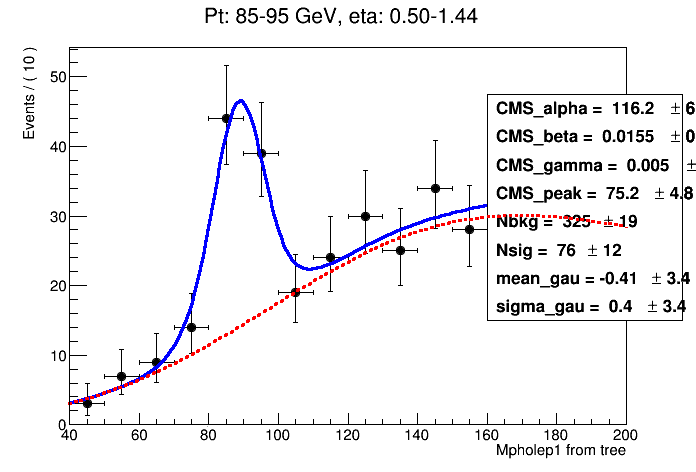 Pt: 85-95 GeV, eta: 0.50-1.44
Events / ( 10 )
50
40
30
20
10
0
CMS_alpha = 116.2 ± 6
CMS_beta = 0.0155 ± 0
CMS_gamma = 0.005 ±
CMS_peak = 75.2 ± 4.8
Nbkg = 325 ± 19
Nsig = 76 ± 12
mean_gau = -0.41 ± 3.4
sigma_gau = 0.4 ± 3.4
40 60 80 100 120 140 160 180 200
Mpholep1 from tree